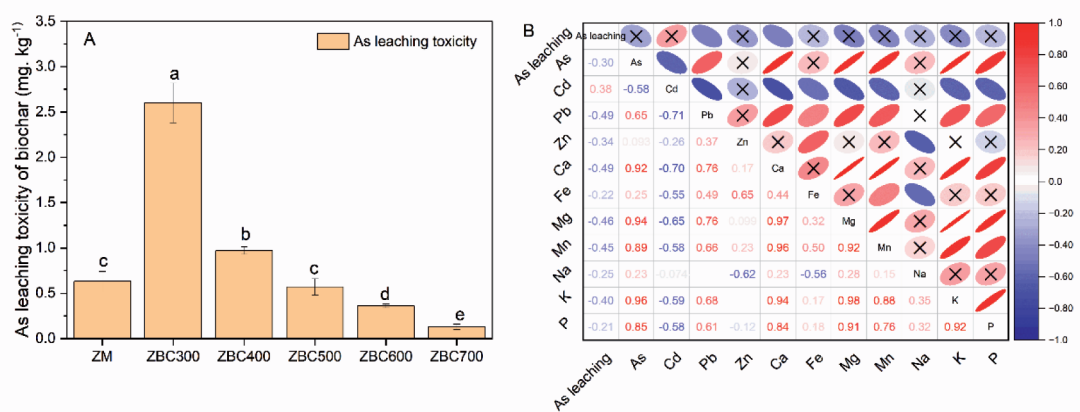 A
As leaching toxicity
As leaching toxicity of biochar (mg. kg-1)
3.5
3.0
2.5
2.0
1.5
1.0
0.5
0.0
c
a
b
c
d
e
ZM
ZBC300
ZBC400
ZBC500
ZBC600
ZBC700
B
As leaching As leaching
As -0.30 As
Cd 0.38 -0.58 Cd
Pb -0.49 0.65 -0.71 Pb
Zn -0.34 0.093 -0.26 0.37 Zn
Ca -0.49 0.92 -0.70 0.76 0.17 Ca
Fe -0.22 0.25 -0.55 0.49 0.65 0.44 Fe
Mg -0.46 0.94 -0.65 0.76 0.099 0.97 0.32 Mg
Mn -0.45 0.89 -0.58 0.66 0.23 0.96 0.50 0.92 Mn
Na -0.25 0.23 -0.074 -0.62 0.23 -0.56 0.28 0.15 Na
K -0.40 0.96 -0.59 0.68 0.94 0.17 0.98 0.88 0.35 K
P -0.21 0.85 -0.58 0.61 -0.12 0.84 0.18 0.91 0.76 0.32 0.92 P
As leaching As Cd Pb Zn Ca Fe Mg Mn Na K P
1.0
0.80
0.60
0.40
0.20
0.0
-0.20
-0.40
-0.60
-0.80
-1.0